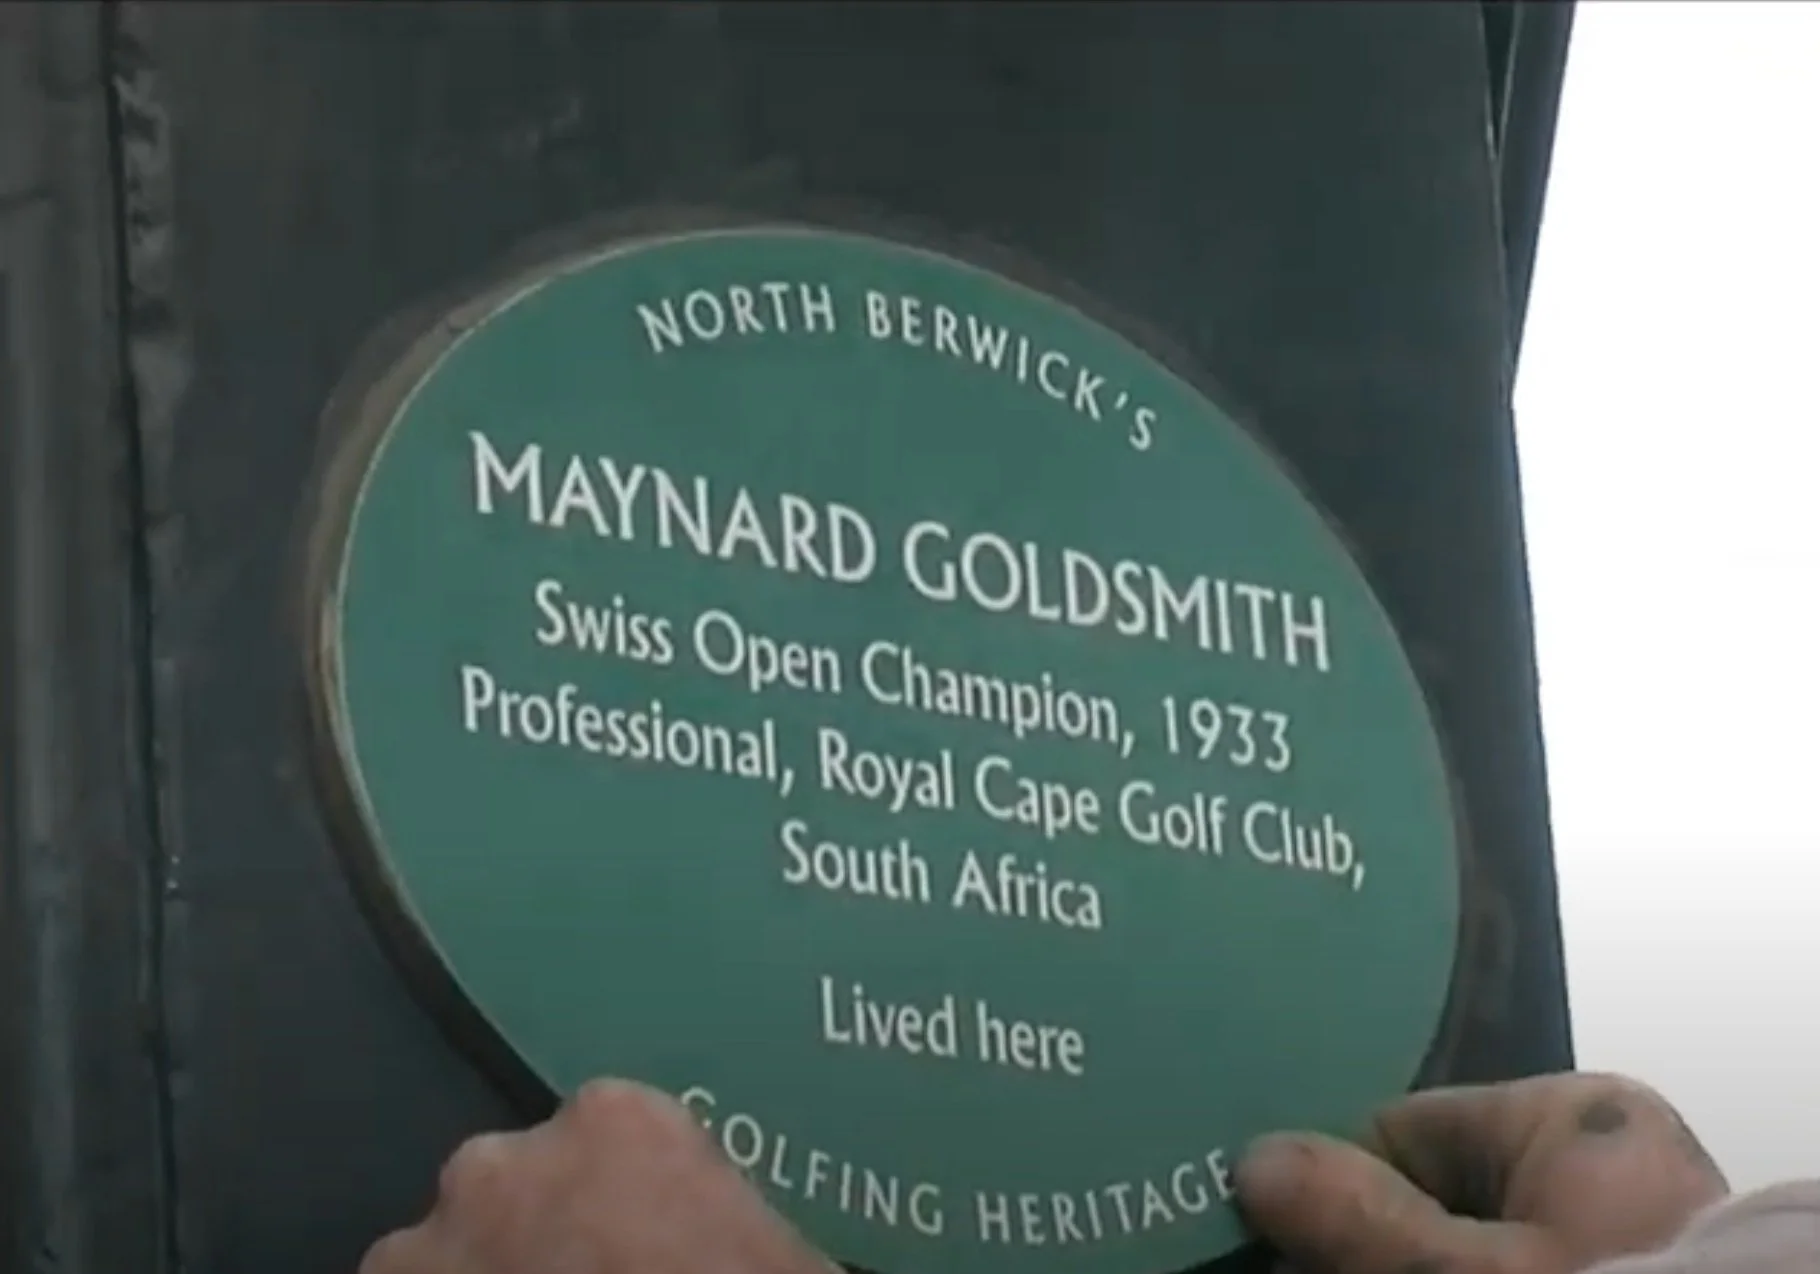 NORTH BERWICK'S
MAYNARD GOLDSMITH
Swiss Open Champion, 1933
Professional, Royal Cape Golf Club,
South Africa
Lived here
GOLFING HERITAGE